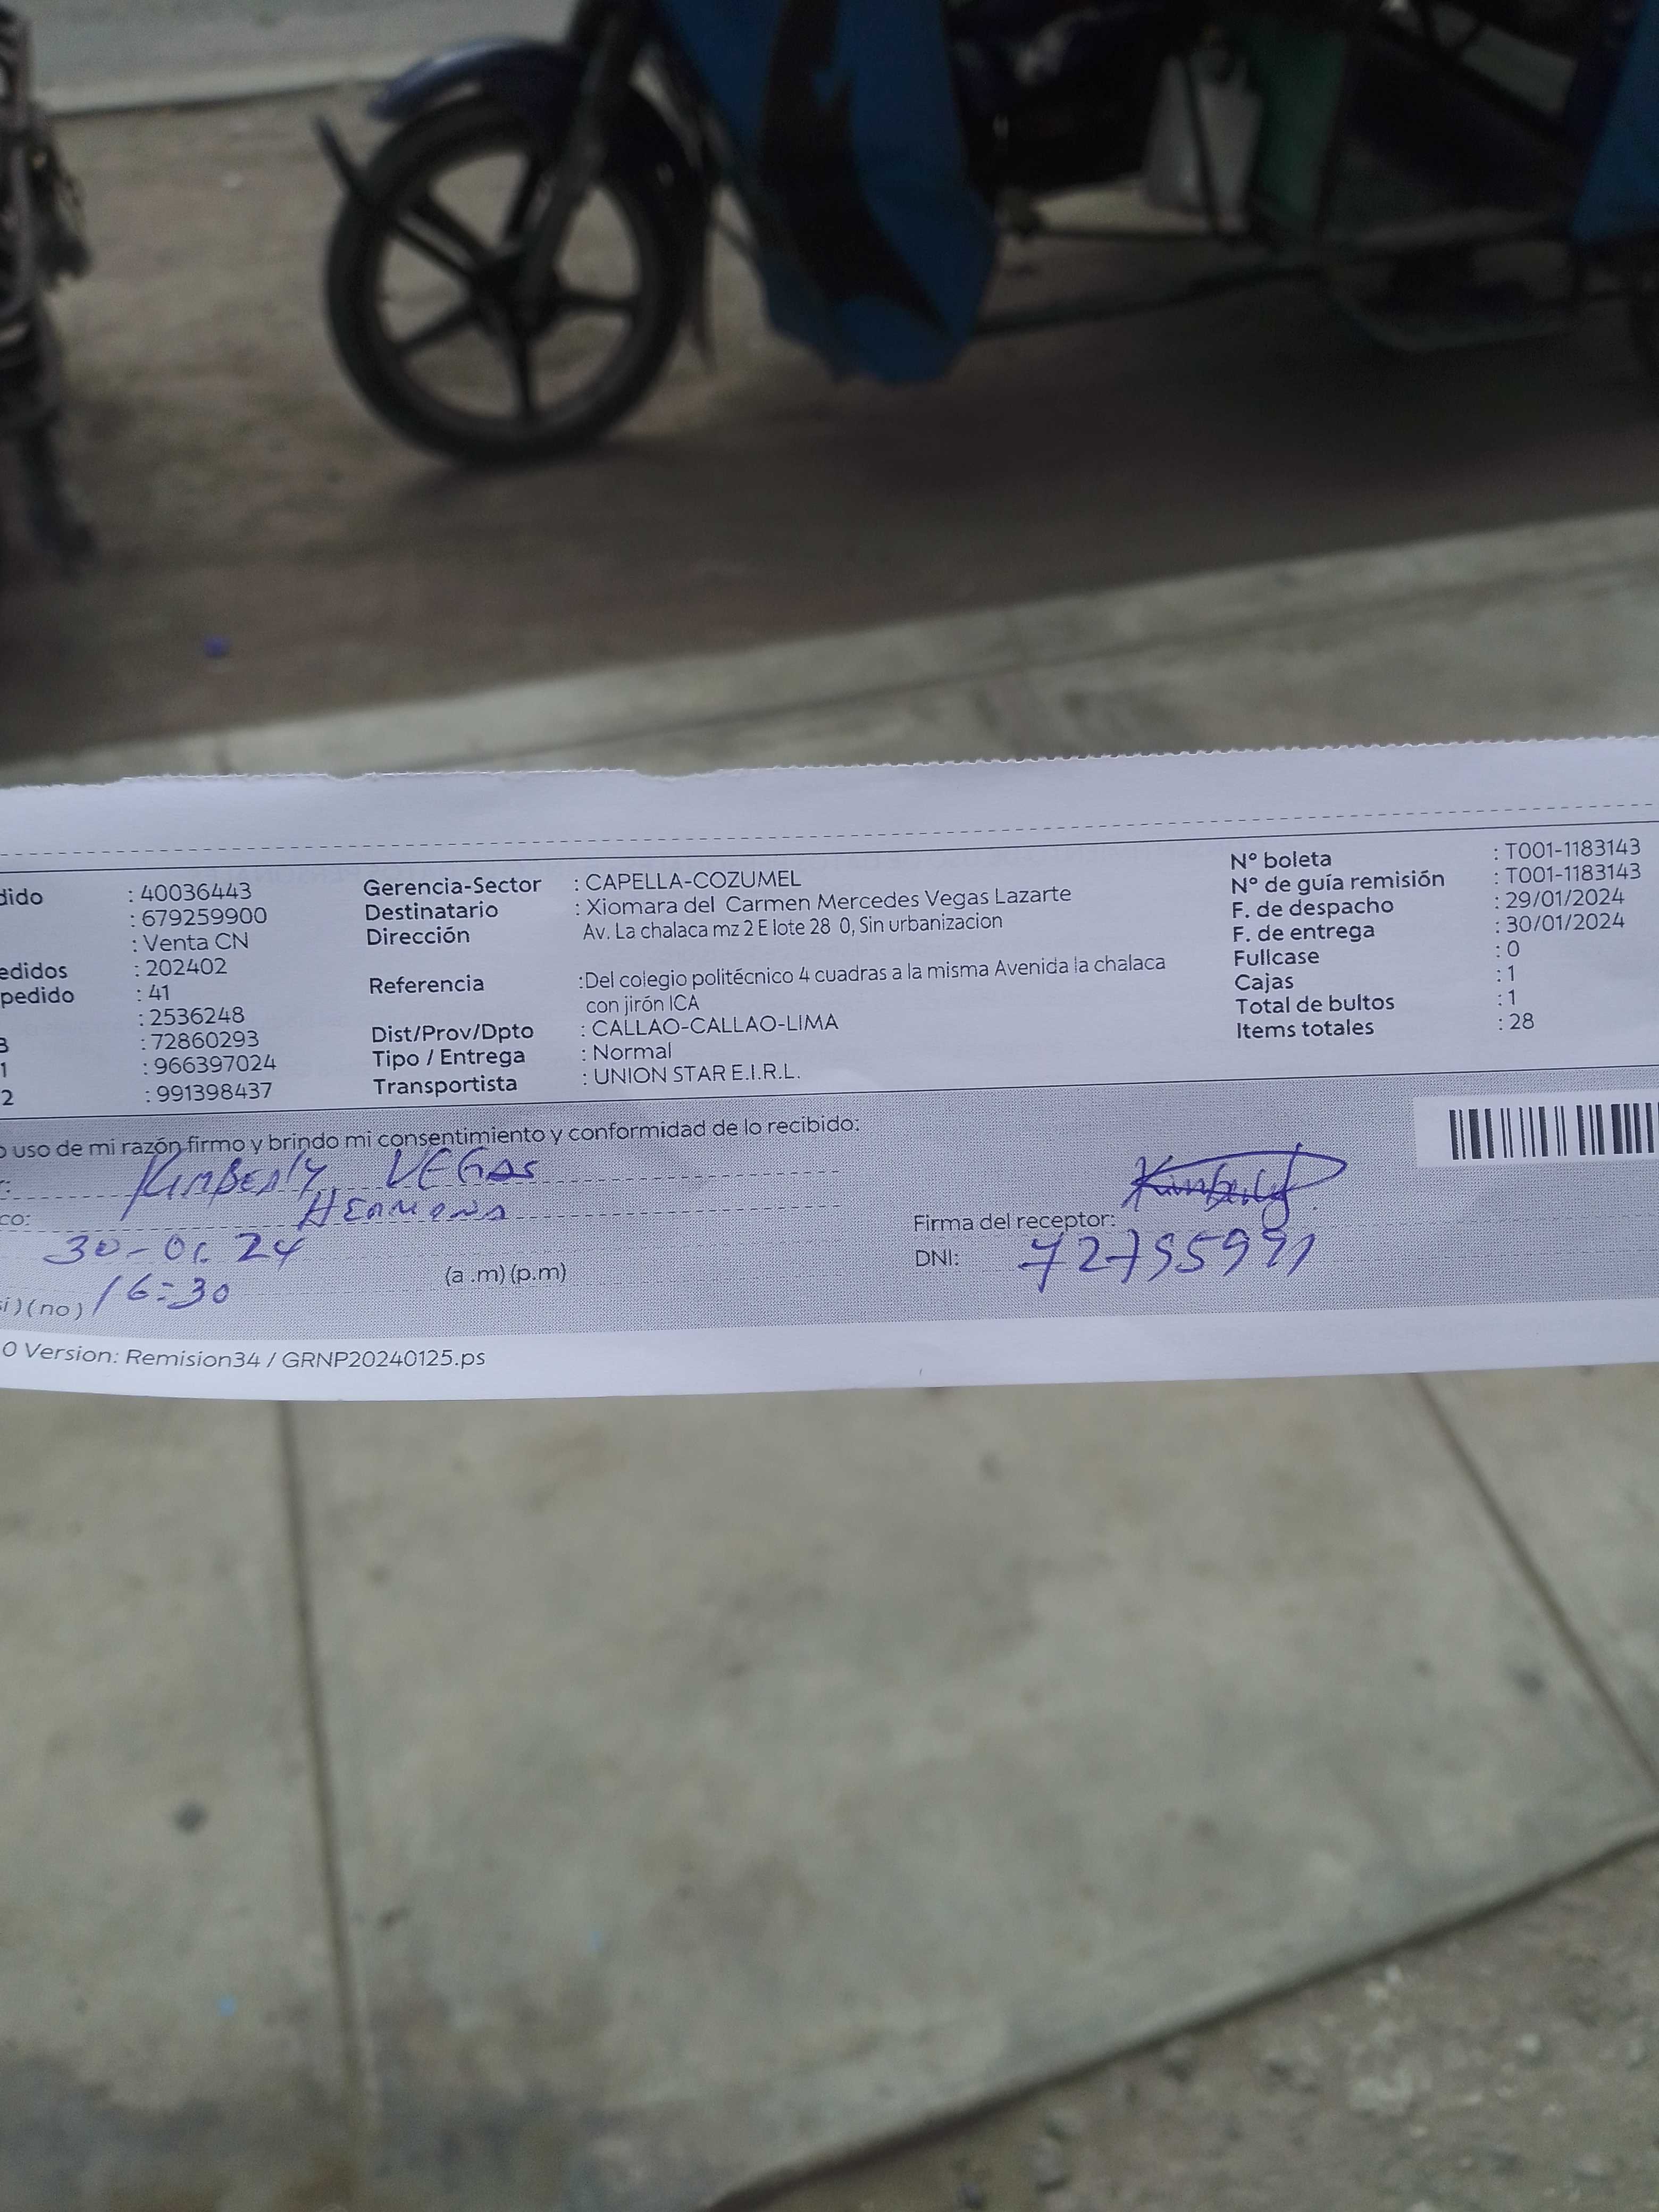 dido : 40036443
: 679259900
: Venta CN
edidos : 202402
pedido : 41
: 2536248
3 : 72860293
1 : 966397024
2 : 991398437
Gerencia-Sector : CAPELLA-COZUMEL
Destinatario : Xiomara del Carmen Mercedes Vegas Lazarte
Dirección Av. La chalaca mz 2 E lote 28 0, Sin urbanizacion
Referencia :Del colegio politécnico 4 cuadras a la misma Avenida la chalaca
con jirón ICA
Dist/Prov/Dpto : CALLAO-CALLAO-LIMA
Tipo / Entrega : Normal
Transportista : UNION STAR E.I.R.L.
N° boleta : T001-1183143
N° de guía remisión : T001-1183143
F. de despacho : 29/01/2024
F. de entrega : 30/01/2024
Fullcase : 0
Cajas : 1
Total de bultos : 1
Items totales : 28
o uso de mi razón firmo y brindo mi consentimiento y conformidad de lo recibido:
r: Kimberly VEGAS
co: HERMANA
30-01-24
16:30 (a .m) (p.m)
si ) ( no )
Firma del receptor: Kimberly
DNI: 72795991
0 Version: Remision34 / GRNP20240125.ps